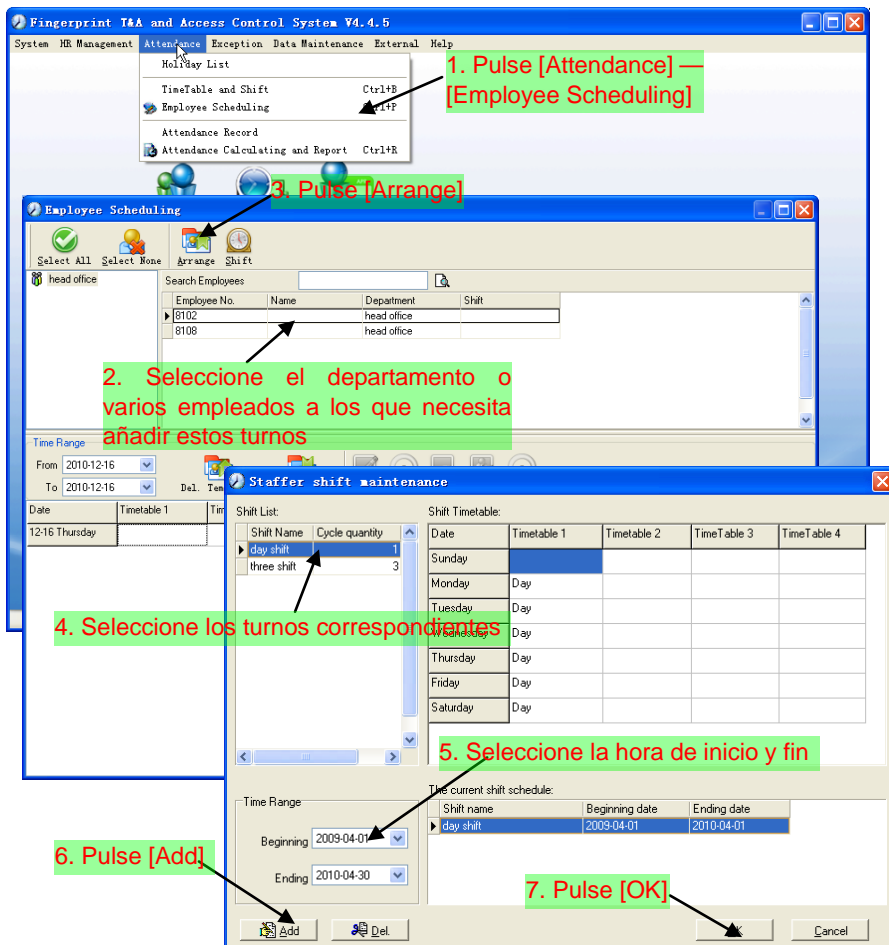 Fingerprint T&A and Access Control System V4.4.5
System HR Management Attendance Exception Data Maintenance External Help
Holiday List
TimeTable and Shift Ctrl+B
Employee Scheduling Ctrl+P
Attendance Record
Attendance Calculating and Report Ctrl+R
1. Pulse [Attendance] —
[Employee Scheduling]
3. Pulse [Arrange]
Employee Scheduling
Select All Select None Arrange Shift
head office
Search Employees
Employee No. Name Department Shift
8102 head office
8108 head office
2. Seleccione el departamento o
varios empleados a los que necesita
añadir estos turnos
Time Range
From 2010-12-16
To 2010-12-16
Del.
Date Timetable 1
12-16 Thursday
Staffer shift maintenance
Shift List:
Shift Name Cycle quantity
day shift 1
three shift 3
Shift Timetable:
Date Timetable 1 Timetable 2 TimeTable 3 TimeTable 4
Sunday
Monday Day
Tuesday Day
Wednesday Day
Thursday Day
Friday Day
Saturday Day
4. Seleccione los turnos correspondientes
5. Seleccione la hora de inicio y fin
Time Range
Beginning 2009-04-01
Ending 2010-04-30
The current shift schedule:
Shift name Beginning date Ending date
day shift 2009-04-01 2010-04-01
6. Pulse [Add]
7. Pulse [OK]
Add Del. Cancel